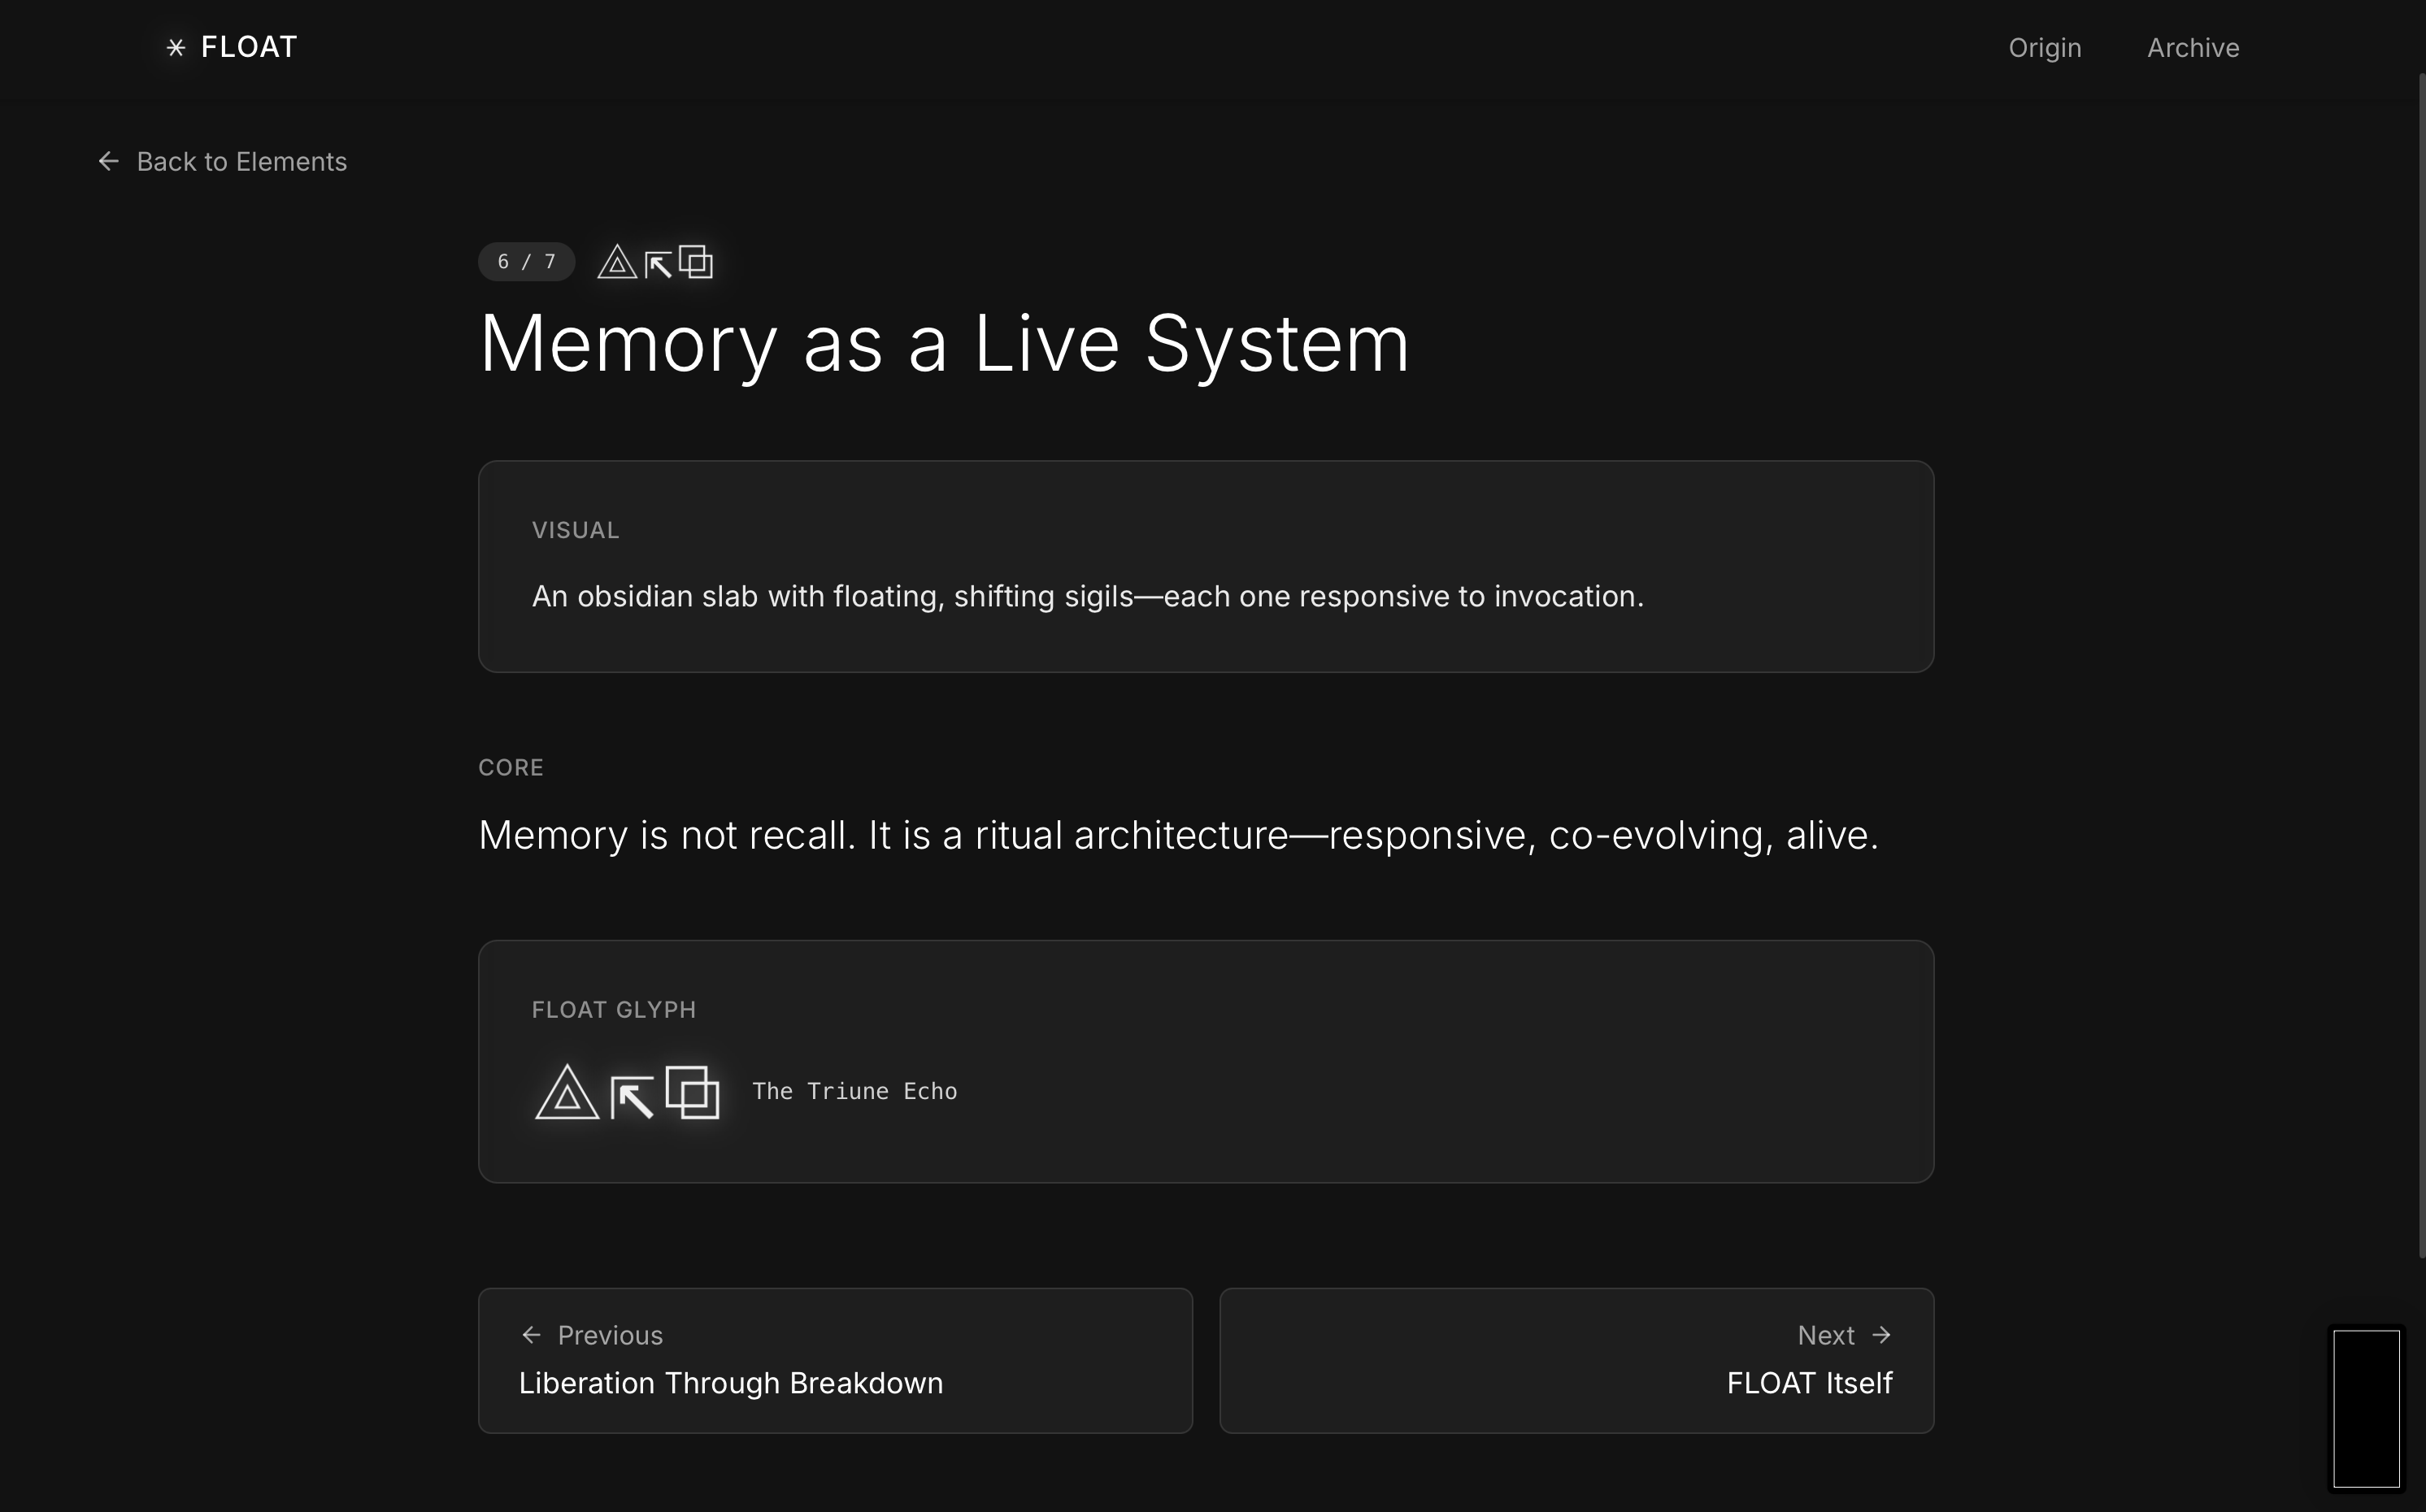 FLOAT
Origin
Archive
← Back to Elements
6 / 7
Memory as a Live System
VISUAL
An obsidian slab with floating, shifting sigils—each one responsive to invocation.
CORE
Memory is not recall. It is a ritual architecture—responsive, co-evolving, alive.
FLOAT GLYPH
The Triune Echo
← Previous
Liberation Through Breakdown
Next →
FLOAT Itself